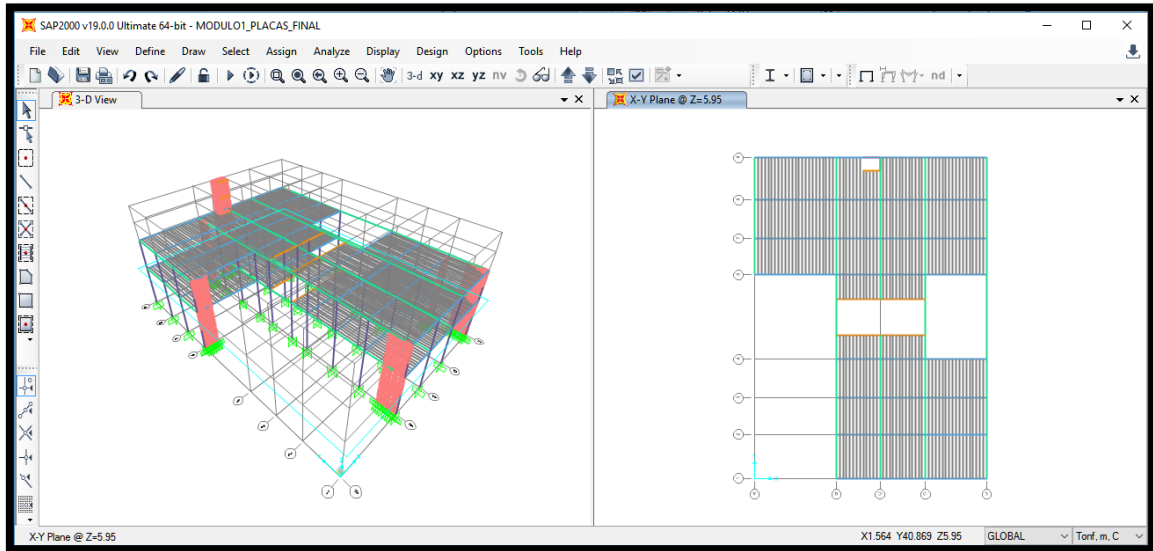 SAP2000 v19.0.0 Ultimate 64-bit - MODULO1_PLACAS_FINAL
File Edit View Define Draw Select Assign Analyze Display Design Options Tools Help
3-d xy xz yz nv
nd
3-D View
X-Y Plane @ Z=5.95
X-Y Plane @ Z=5.95
X1.564 Y40.869 Z5.95
GLOBAL
Tonf, m, C